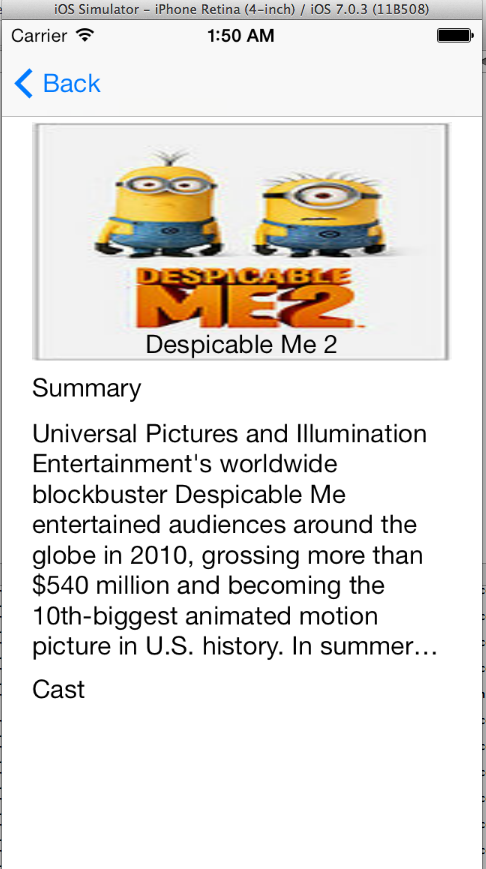 iOS Simulator - iPhone Retina (4-inch) / iOS 7.0.3 (11B508)
Carrier 1:50 AM
Back
DESPICABLE
ME 2
Despicable Me 2
Summary
Universal Pictures and Illumination
Entertainment's worldwide
blockbuster Despicable Me
entertained audiences around the
globe in 2010, grossing more than
$540 million and becoming the
10th-biggest animated motion
picture in U.S. history. In summer...
Cast